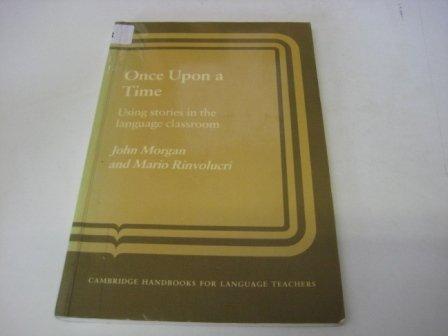 Once Upon a
Time
Using stories in the
language classroom
John Morgan
and Mario Rinvolucri
CAMBRIDGE HANDBOOKS FOR LANGUAGE TEACHERS